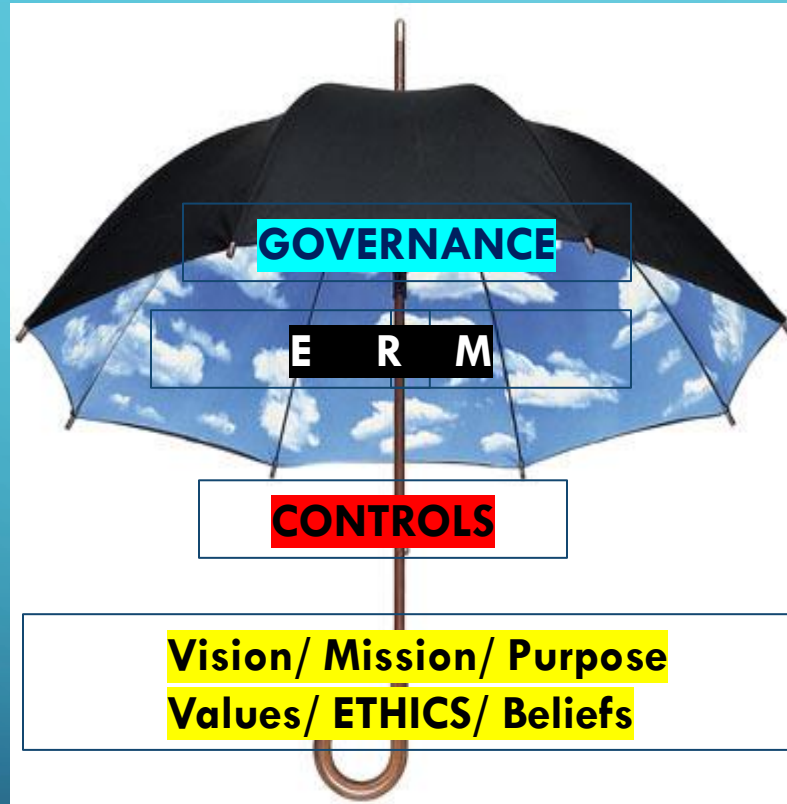 GOVERNANCE
E R M
CONTROLS
Vision/ Mission/ Purpose
Values/ ETHICS/ Beliefs